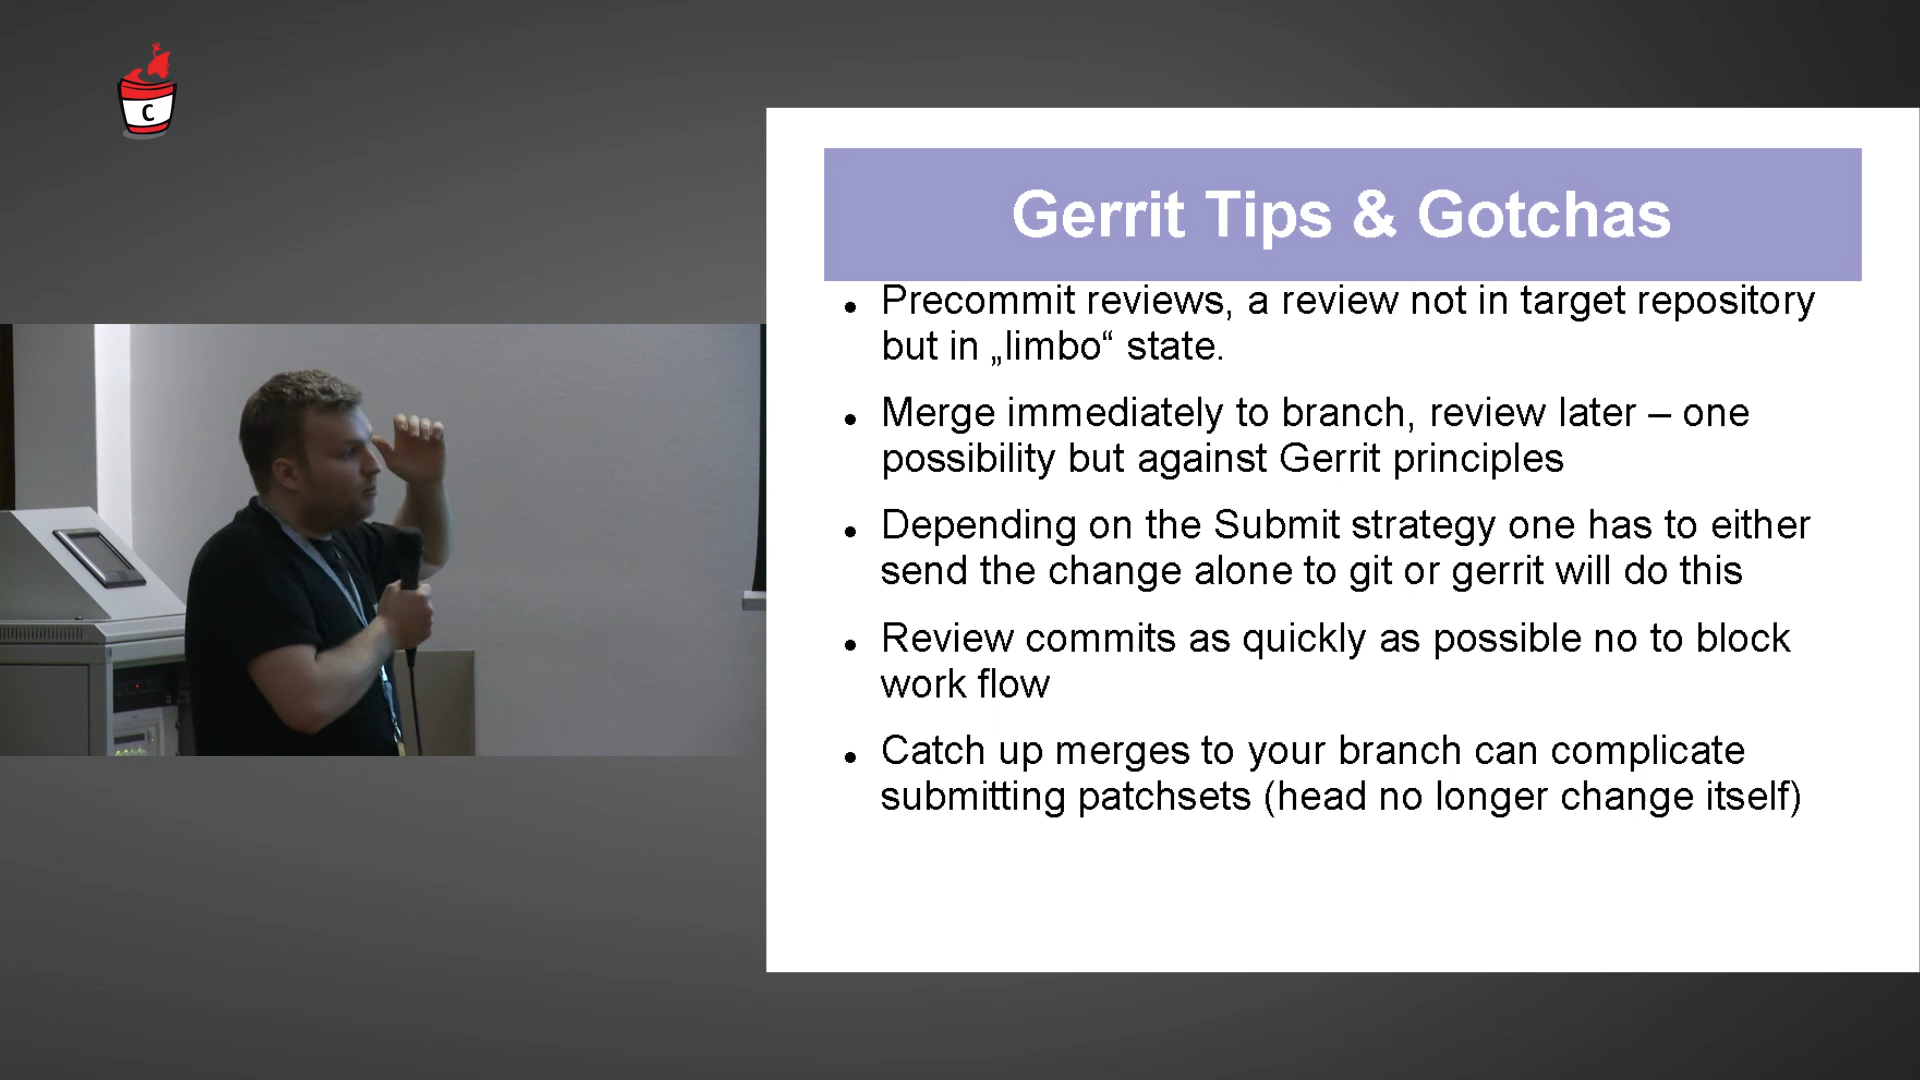 C
Gerrit Tips & Gotchas
Precommit reviews, a review not in target repository
but in „limbo“ state.
Merge immediately to branch, review later – one
possibility but against Gerrit principles
Depending on the Submit strategy one has to either
send the change alone to git or gerrit will do this
Review commits as quickly as possible no to block
work flow
Catch up merges to your branch can complicate
submitting patchsets (head no longer change itself)